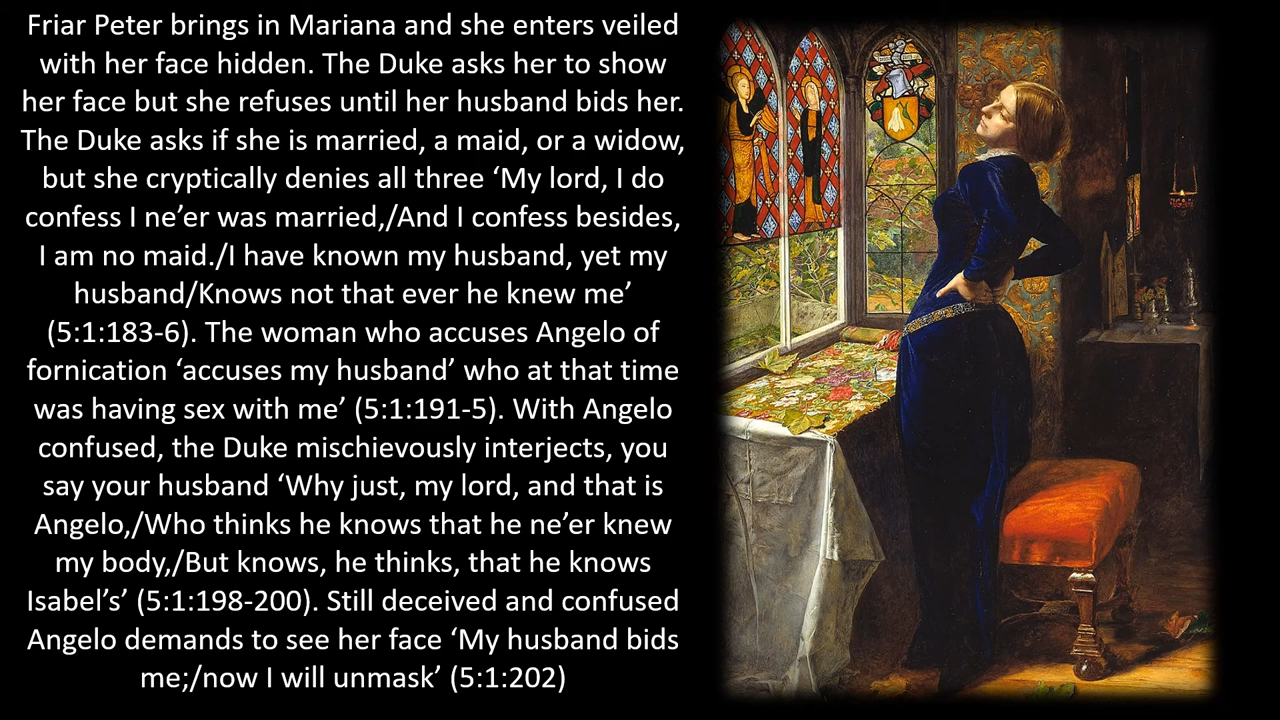 Friar Peter brings in Mariana and she enters veiled
with her face hidden. The Duke asks her to show
her face but she refuses until her husband bids her.
The Duke asks if she is married, a maid, or a widow,
but she cryptically denies all three ‘My lord, I do
confess I ne’er was married,/And I confess besides,
I am no maid./I have known my husband, yet my
husband/Knows not that ever he knew me’
(5:1:183-6). The woman who accuses Angelo of
fornication ‘accuses my husband’ who at that time
was having sex with me’ (5:1:191-5). With Angelo
confused, the Duke mischievously interjects, you
say your husband ‘Why just, my lord, and that is
Angelo,/Who thinks he knows that he ne’er knew
my body,/But knows, he thinks, that he knows
Isabel’s’ (5:1:198-200). Still deceived and confused
Angelo demands to see her face ‘My husband bids
me;/now I will unmask’ (5:1:202)